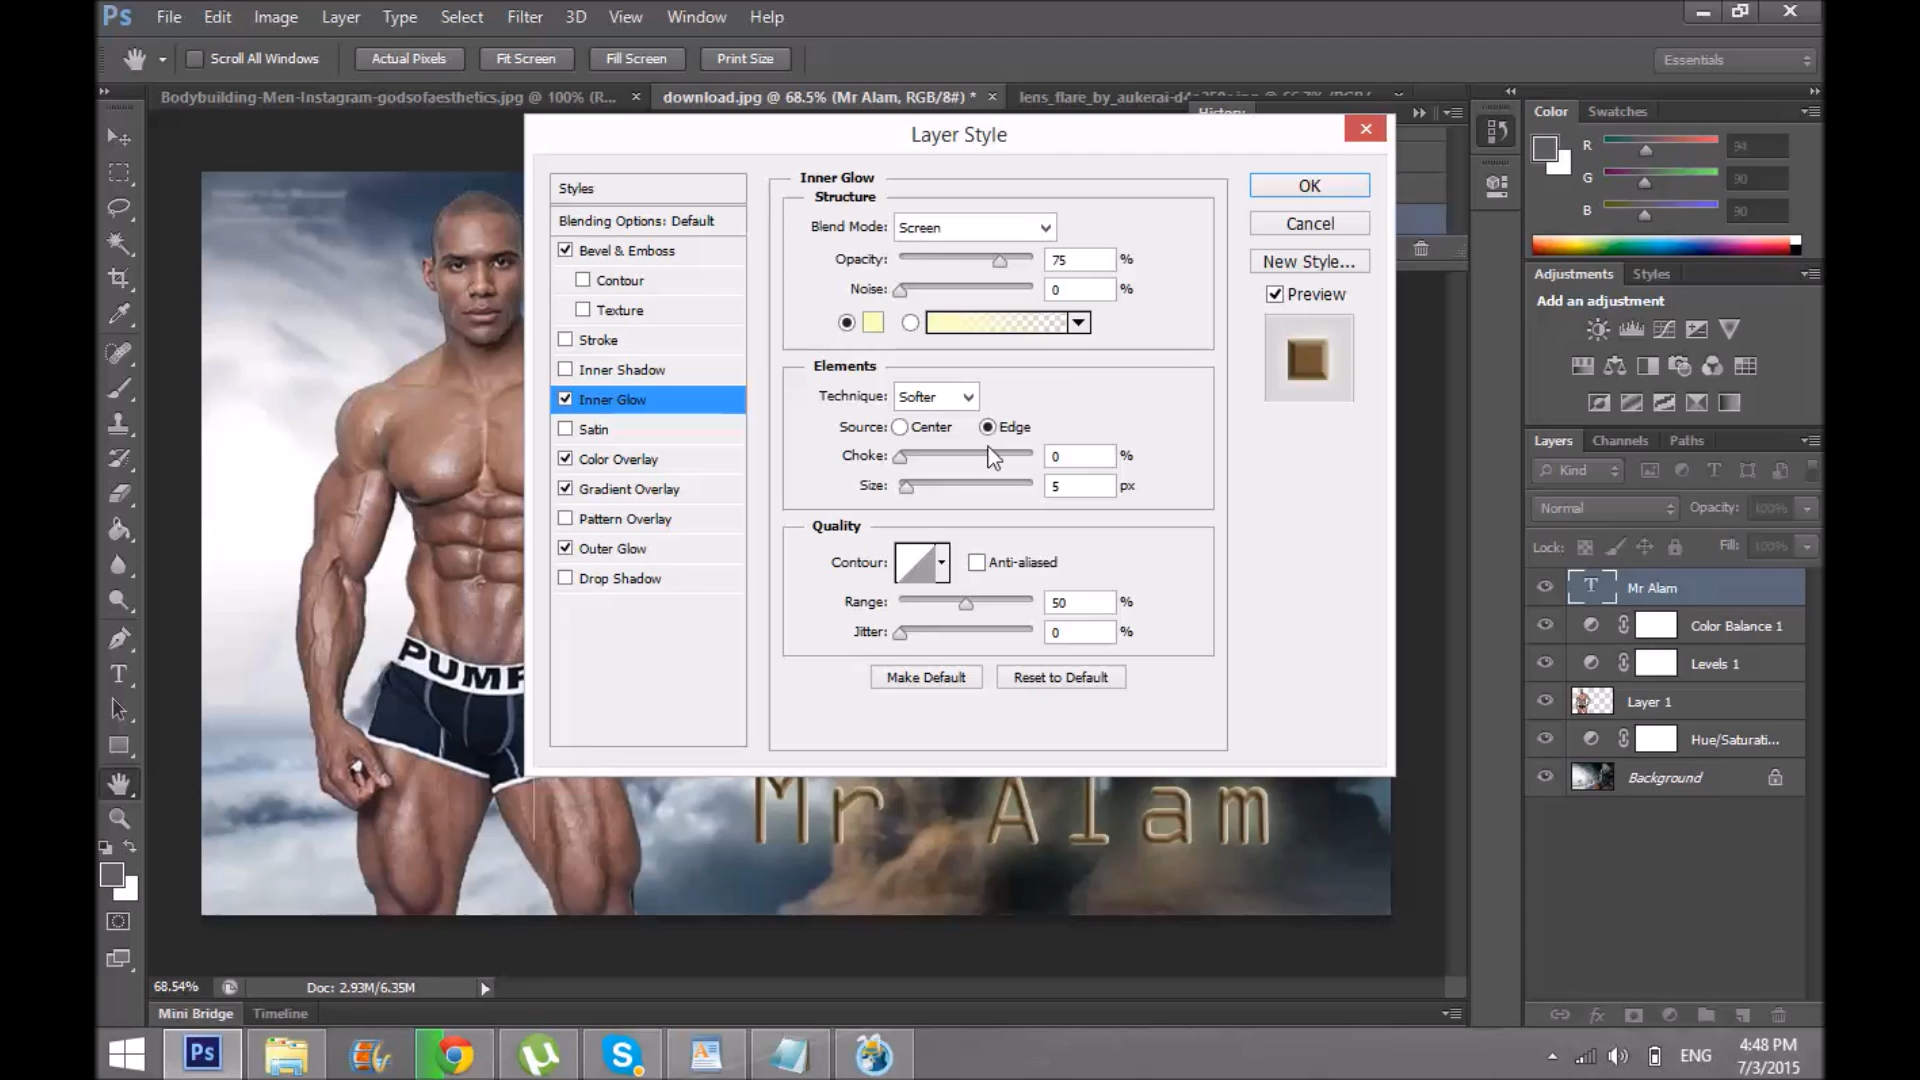 Ps File Edit Image Layer Type Select Filter 3D View Window Help
Scroll All Windows Actual Pixels Fit Screen Fill Screen Print Size Essentials
Bodybuilding-Men-Instagram-godsofaesthetics.jpg @ 100% (R... × download.jpg @ 68.5% (Mr Alam, RGB/8#) * ×
History
Layer Style
Styles
Blending Options: Default
Bevel & Emboss
Contour
Texture
Stroke
Inner Shadow
Inner Glow
Satin
Color Overlay
Gradient Overlay
Pattern Overlay
Outer Glow
Drop Shadow
Inner Glow
Structure
Blend Mode: Screen
Opacity: 75 %
Noise: 0 %
Elements
Technique: Softer
Source: Center Edge
Choke: 0 %
Size: 5 px
Quality
Contour: Anti-aliased
Range: 50 %
Jitter: 0 %
Make Default Reset to Default
OK
Cancel
New Style...
Preview
Color Swatches
R 94
G 90
B 90
Adjustments Styles
Add an adjustment
Layers Channels Paths
Kind
Normal Opacity: 100%
Lock: Fill: 100%
T Mr Alam
Color Balance 1
Levels 1
Layer 1
Hue/Saturati...
Background
PUMP
Mr Alam
68.54% Doc: 2.93M/6.35M
Mini Bridge Timeline
Ps ENG 4:48 PM
7/3/2015